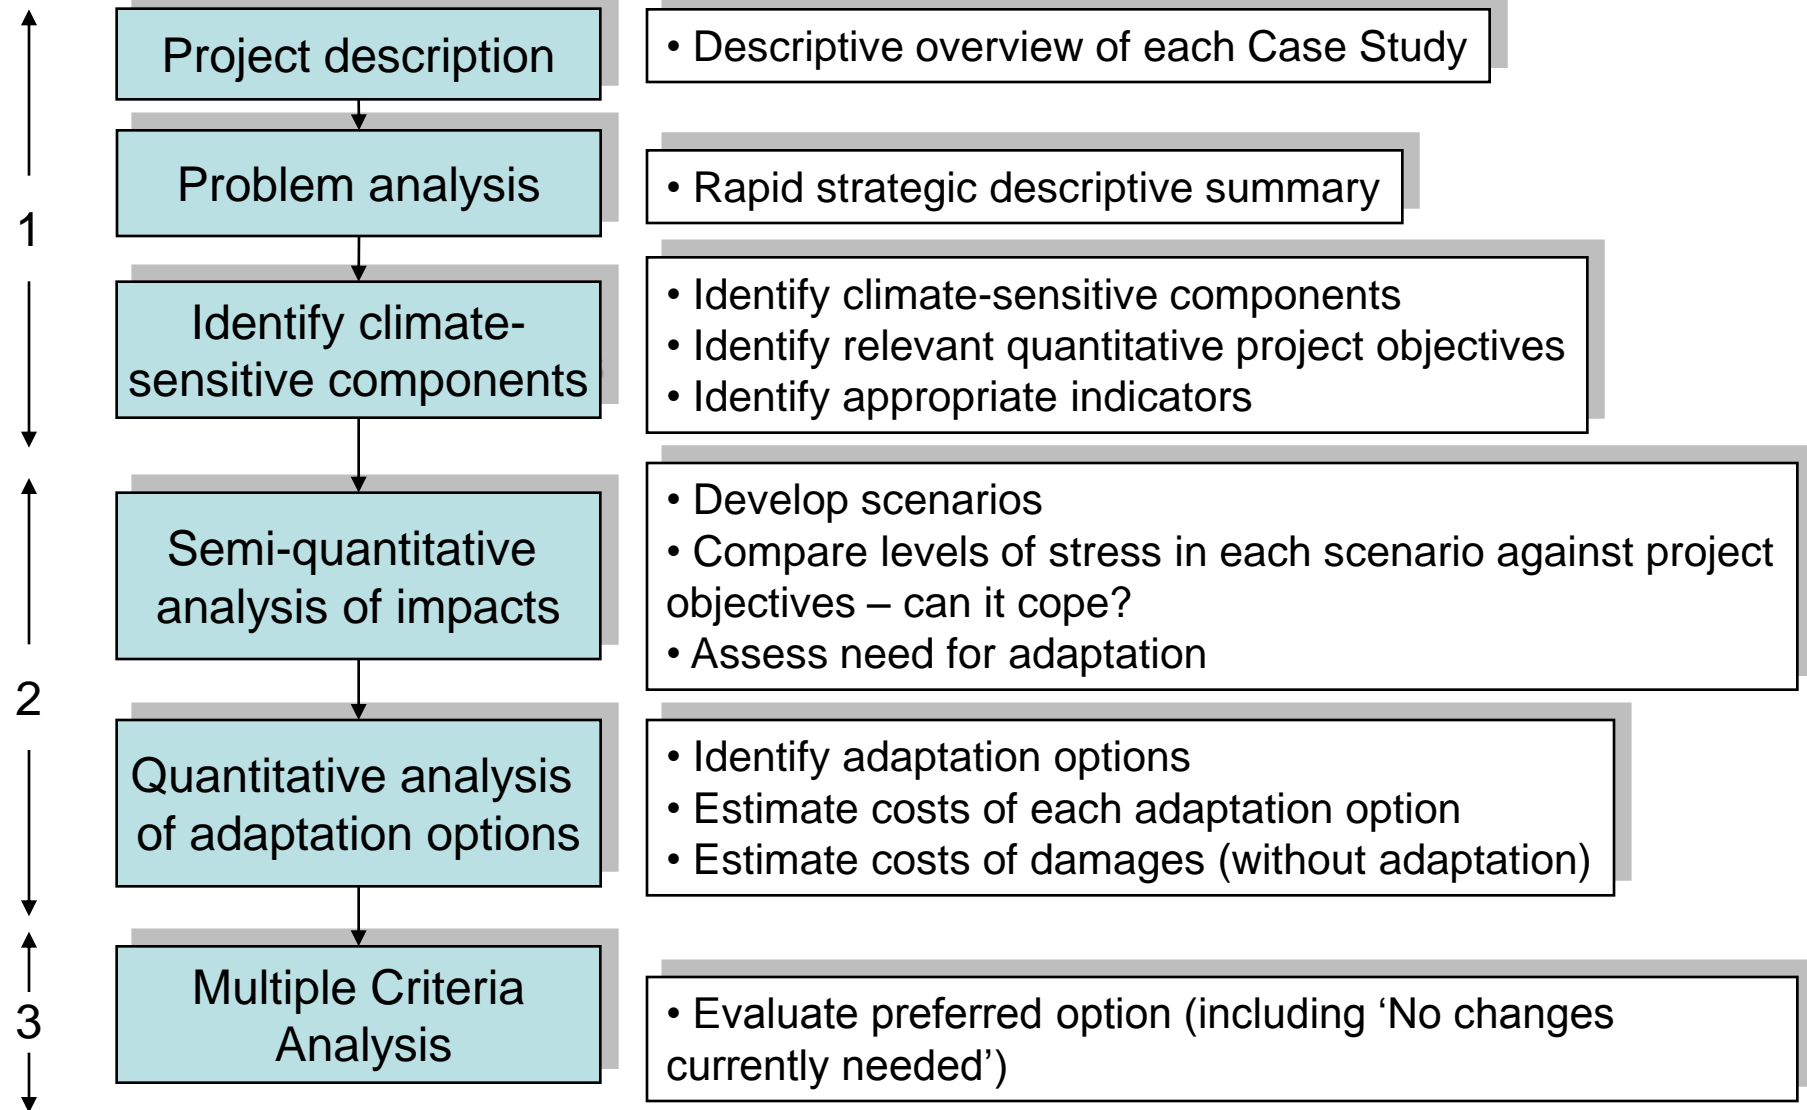 Project description
• Descriptive overview of each Case Study
Problem analysis
• Rapid strategic descriptive summary
1
Identify climate-
sensitive components
• Identify climate-sensitive components
• Identify relevant quantitative project objectives
• Identify appropriate indicators
Semi-quantitative
analysis of impacts
• Develop scenarios
• Compare levels of stress in each scenario against project
objectives – can it cope?
• Assess need for adaptation
2
Quantitative analysis
of adaptation options
• Identify adaptation options
• Estimate costs of each adaptation option
• Estimate costs of damages (without adaptation)
3
Multiple Criteria
Analysis
• Evaluate preferred option (including ‘No changes
currently needed’)